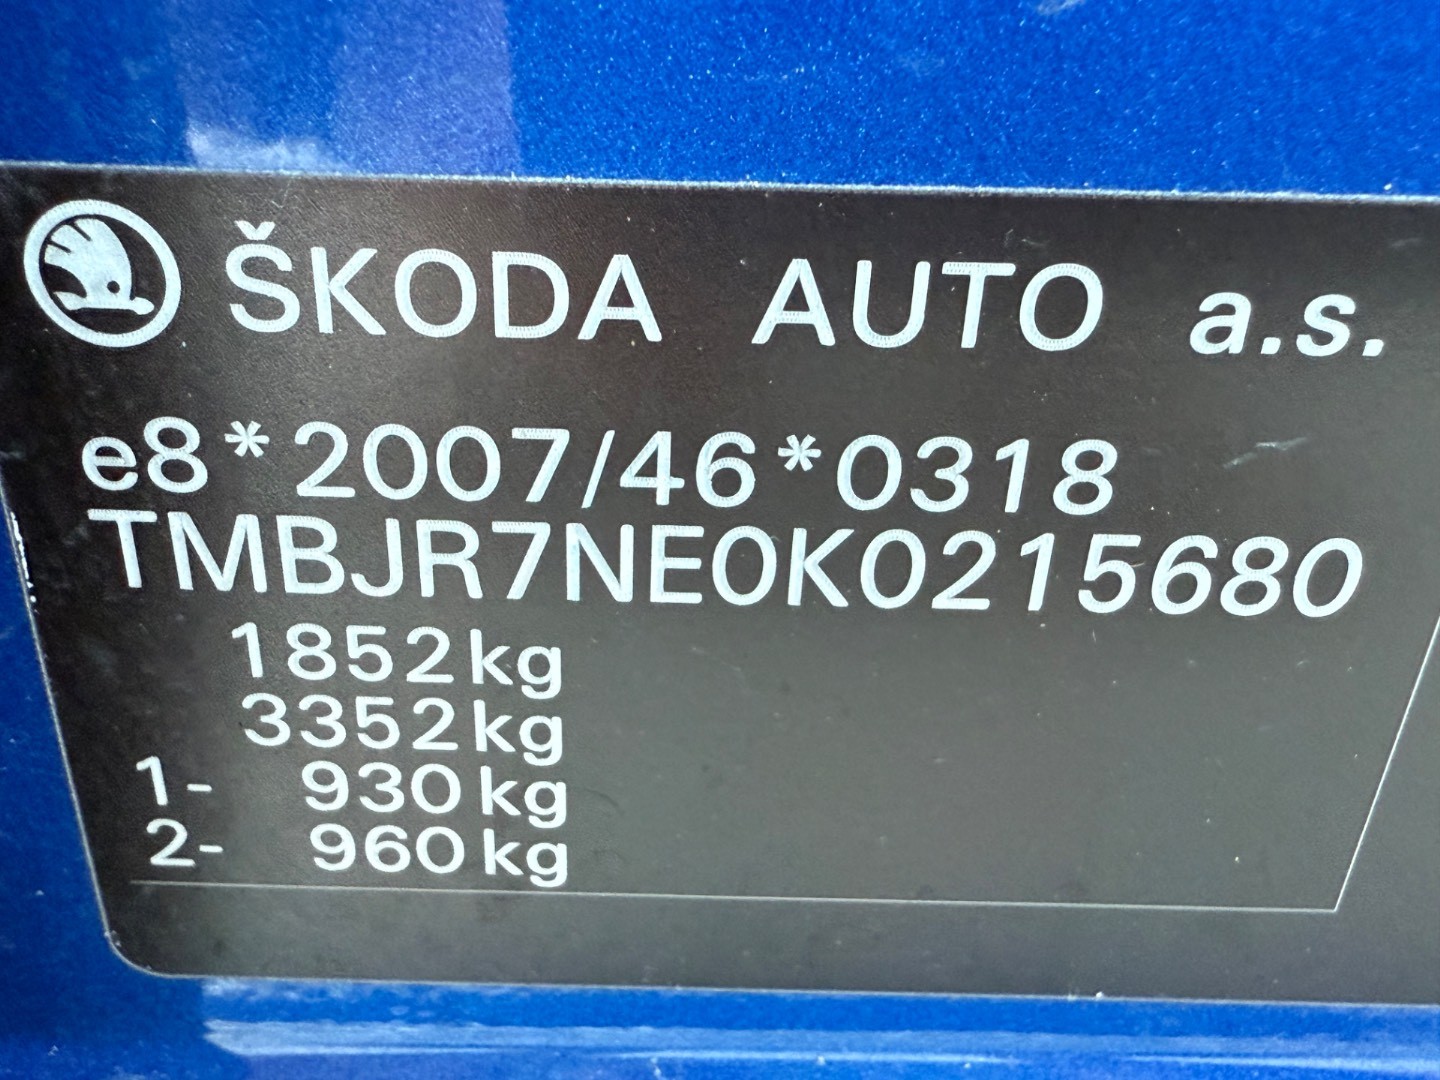 ŠKODA AUTO a.s.
e8*2007/46*0318
TMBJR7NE0K0215680
1852kg
3352kg
1- 930kg
2- 960kg